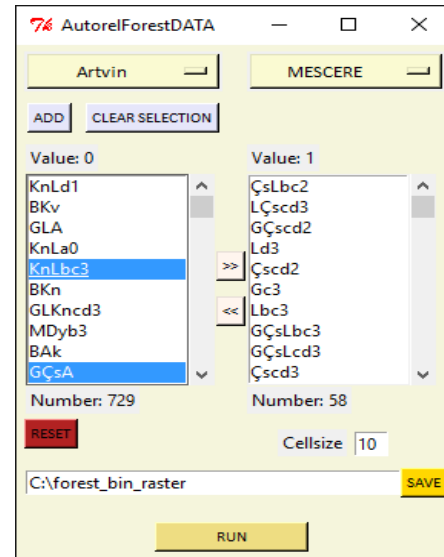 AutorelForestDATA
Artvin MESCERE
ADD CLEAR SELECTION
Value: 0 Value: 1
KnLd1
BKv
GLA
KnLa0
KnLbc3
BKn
GLKncd3
MDyb3
BAk
GÇsA
>>
<<
ÇsLbc2
LÇscd3
GÇscd2
Ld3
Çscd2
Gc3
Lbc3
GÇsLbc3
GÇsLcd3
Çscd3
Number: 729 Number: 58
RESET
Cellsize 10
C:\forest_bin_raster SAVE
RUN